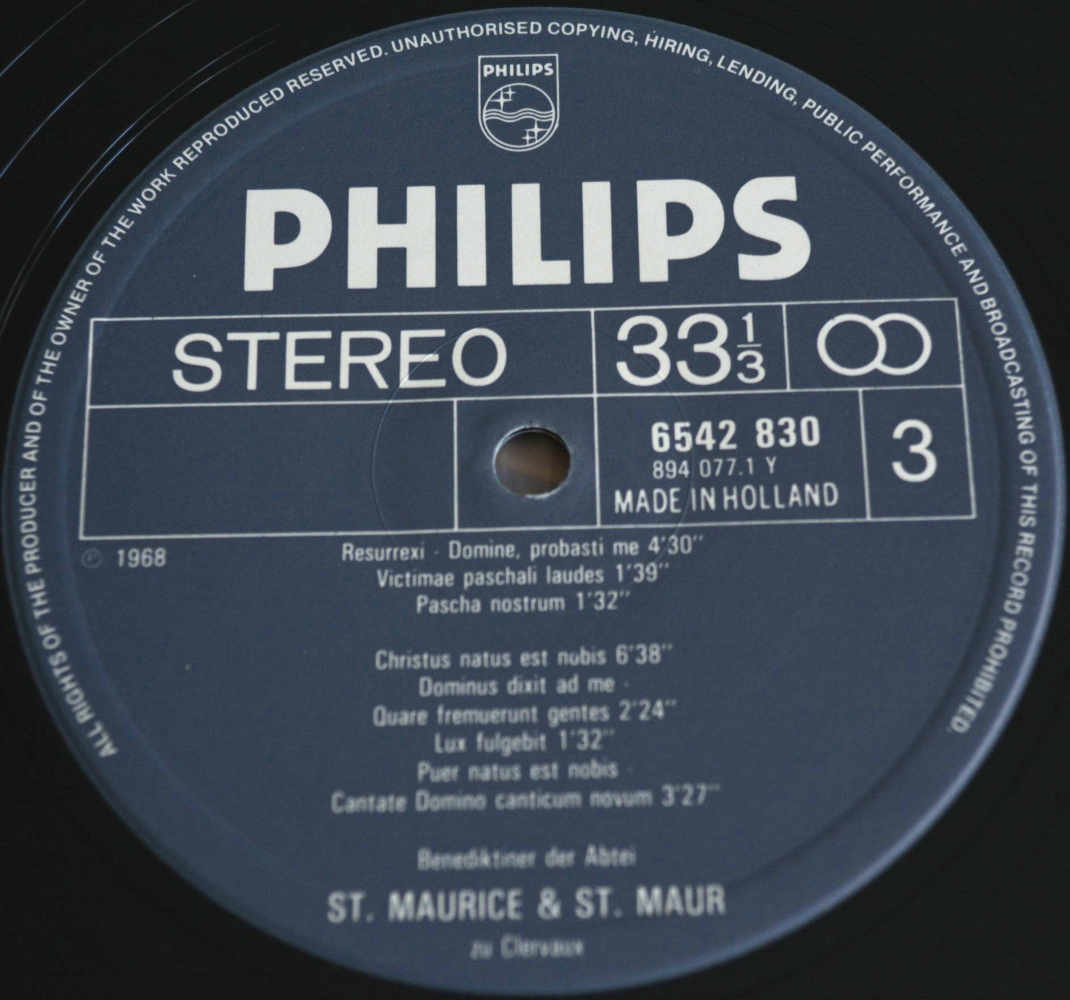 ALL RIGHTS OF THE PRODUCER AND OF THE OWNER OF THE WORK REPRODUCED RESERVED. UNAUTHORISED COPYING, HIRING, LENDING, PUBLIC PERFORMANCE AND BROADCASTING OF THIS RECORD PROHIBITED.
PHILIPS
PHILIPS
STEREO
33 1/3
6542 830
894 077.1 Y
MADE IN HOLLAND
3
℗ 1968
Resurrexi - Domine, probasti me 4'30''
Victimae paschali laudes 1'39''
Pascha nostrum 1'32''
Christus natus est nobis 6'38''
Dominus dixit ad me -
Quare fremuerunt gentes 2'24''
Lux fulgebit 1'32''
Puer natus est nobis -
Cantate Domino canticum novum 3'27''
Benediktiner der Abtei
ST. MAURICE & ST. MAUR
zu Clervaux